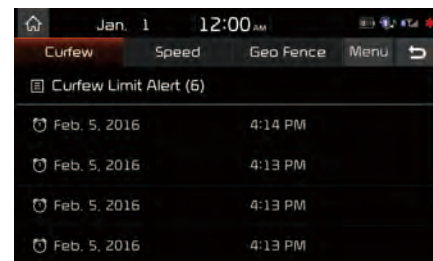 Jan. 1 12:00 AM
Curfew Speed Geo Fence Menu
Curfew Limit Alert (6)
Feb. 5, 2016 4:14 PM
Feb. 5, 2016 4:13 PM
Feb. 5, 2016 4:13 PM
Feb. 5, 2016 4:13 PM